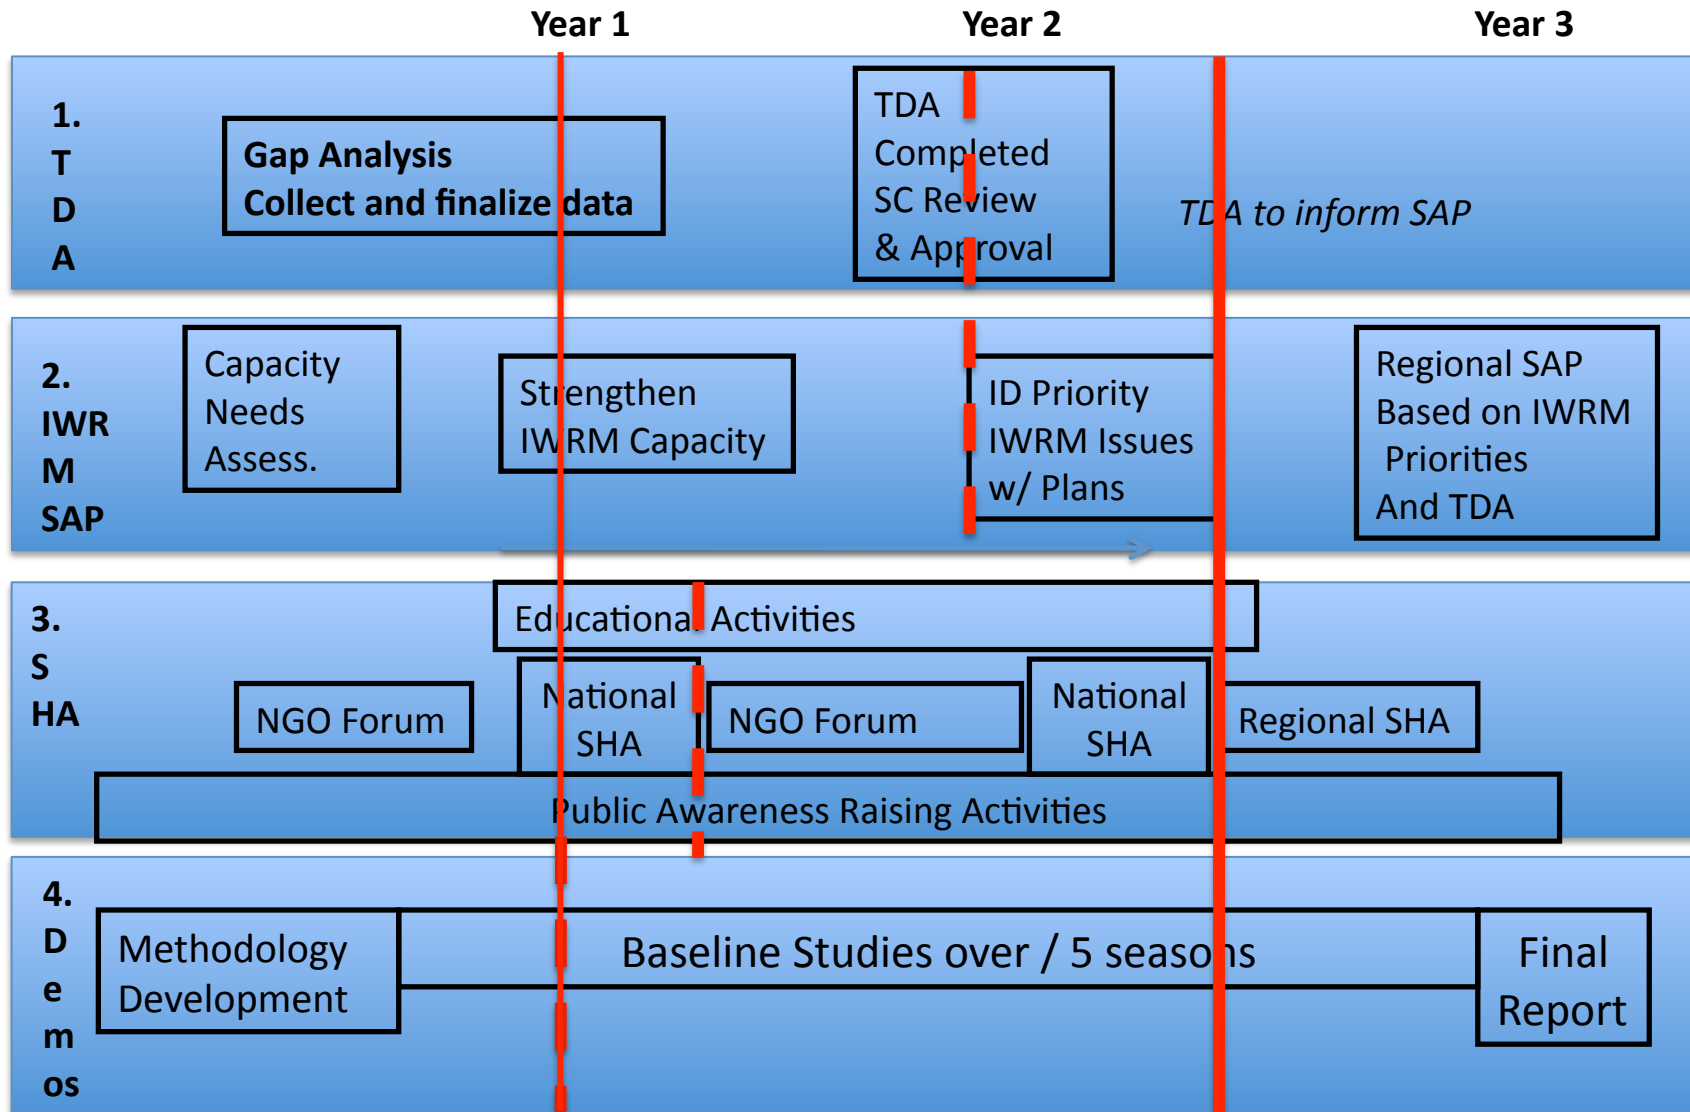 Year 1
Year 2
Year 3
1.
T
D
A
Gap Analysis
Collect and finalize data
TDA
Completed
SC Review
& Approval
TDA to inform SAP
2.
IWR
M
SAP
Capacity
Needs
Assess.
Strengthen
IWRM Capacity
ID Priority
IWRM Issues
w/ Plans
Regional SAP
Based on IWRM
Priorities
And TDA
3.
S
HA
Educational Activities
NGO Forum
National
SHA
NGO Forum
National
SHA
Regional SHA
Public Awareness Raising Activities
4.
D
e
m
os
Methodology
Development
Baseline Studies over / 5 seasons
Final
Report